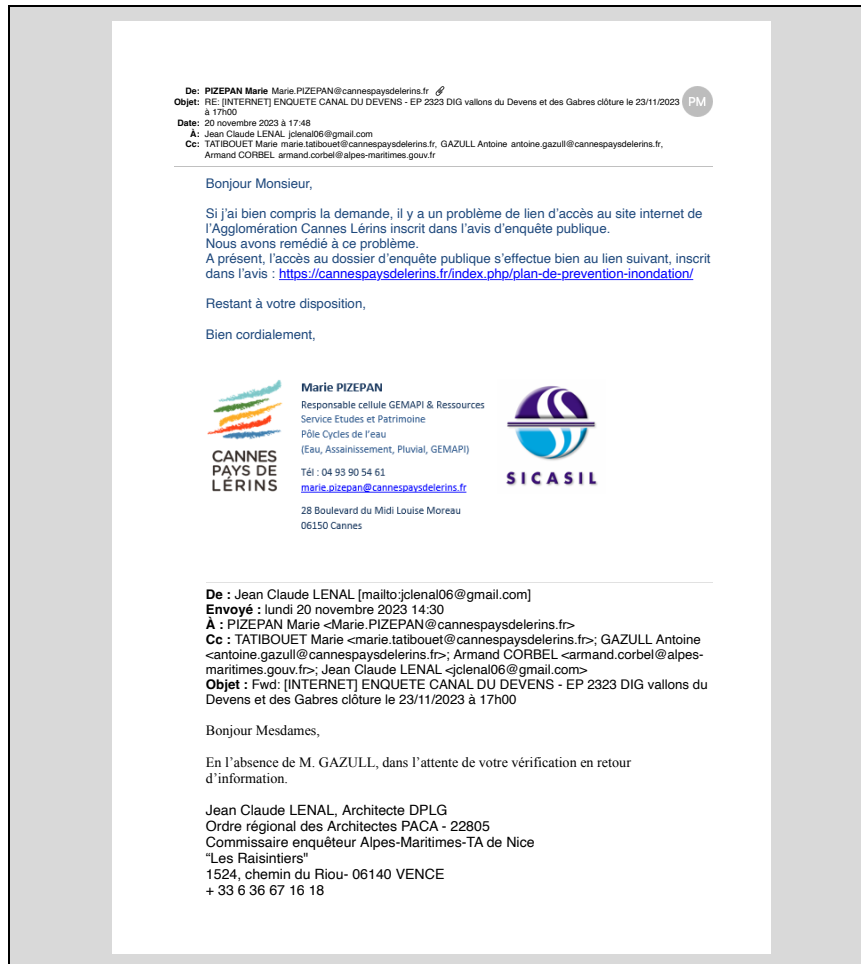 De: PIZEPAN Marie Marie.PIZEPAN@cannespaysdelerins.fr
Objet: RE: [INTERNET] ENQUETE CANAL DU DEVENS - EP 2323 DIG vallons du Devens et des Gabres clôture le 23/11/2023
à 17h00
PM
Date: 20 novembre 2023 à 17:48
À: Jean Claude LENAL jclenal06@gmail.com
Cc: TATIBOUET Marie marie.tatibouet@cannespaysdelerins.fr, GAZULL Antoine antoine.gazull@cannespaysdelerins.fr,
Armand CORBEL armand.corbel@alpes-maritimes.gouv.fr
Bonjour Monsieur,
Si j'ai bien compris la demande, il y a un problème de lien d'accès au site internet de
l'Agglomération Cannes Lérins inscrit dans l'avis d'enquête publique.
Nous avons remédié à ce problème.
A présent, l'accès au dossier d'enquête publique s'effectue bien au lien suivant, inscrit
dans l'avis : https://cannespaysdelerins.fr/index.php/plan-de-prevention-inondation/
Restant à votre disposition,
Bien cordialement,
CANNES
PAYS DE
LÉRINS
Marie PIZEPAN
Responsable cellule GEMAPI & Ressources
Service Etudes et Patrimoine
Pôle Cycles de l'eau
(Eau, Assainissement, Pluvial, GEMAPI)
Tél : 04 93 90 54 61
marie.pizepan@cannespaysdelerins.fr
28 Boulevard du Midi Louise Moreau
06150 Cannes
SICASIL
De : Jean Claude LENAL [mailto:jclenal06@gmail.com]
Envoyé : lundi 20 novembre 2023 14:30
À : PIZEPAN Marie <Marie.PIZEPAN@cannespaysdelerins.fr>
Cc : TATIBOUET Marie <marie.tatibouet@cannespaysdelerins.fr>; GAZULL Antoine
<antoine.gazull@cannespaysdelerins.fr>; Armand CORBEL <armand.corbel@alpes-
maritimes.gouv.fr>; Jean Claude LENAL <jclenal06@gmail.com>
Objet : Fwd: [INTERNET] ENQUETE CANAL DU DEVENS - EP 2323 DIG vallons du
Devens et des Gabres clôture le 23/11/2023 à 17h00
Bonjour Mesdames,
En l'absence de M. GAZULL, dans l'attente de votre vérification en retour
d'information.
Jean Claude LENAL, Architecte DPLG
Ordre régional des Architectes PACA - 22805
Commissaire enquêteur Alpes-Maritimes-TA de Nice
“Les Raisintiers"
1524, chemin du Riou- 06140 VENCE
+ 33 6 36 67 16 18